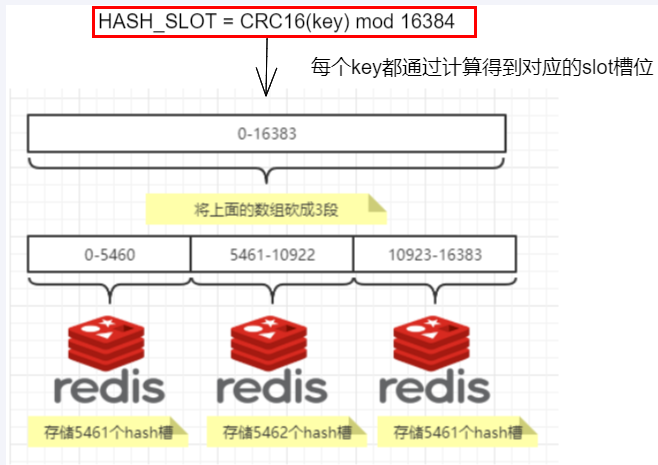 HASH_SLOT = CRC16(key) mod 16384
每个key都通过计算得到对应的slot槽位
0-16383
将上面的数组砍成3段
0-5460
5461-10922
10923-16383
redis
redis
redis
存储5461个hash槽
存储5462个hash槽
存储5461个hash槽